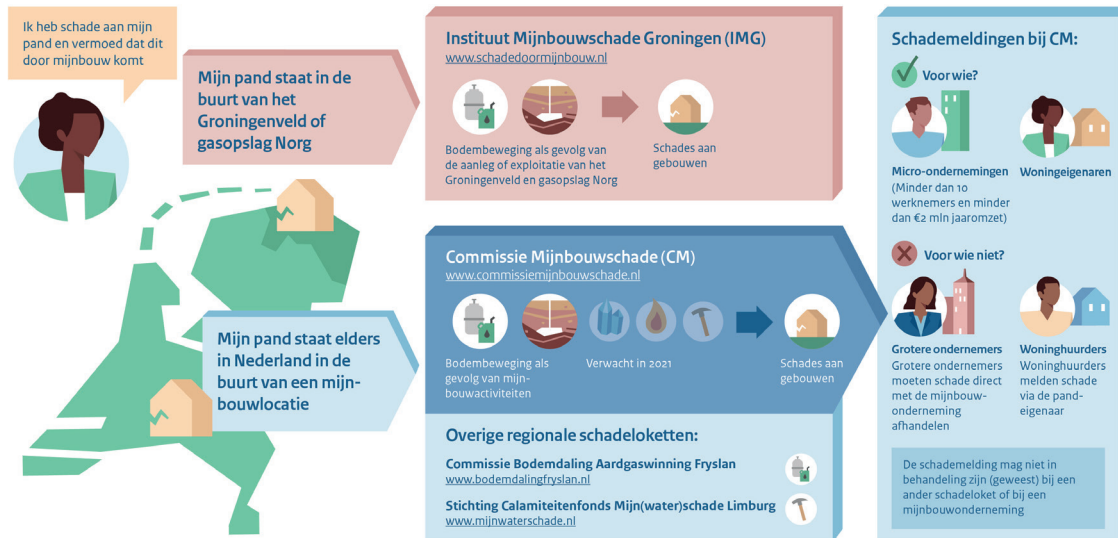 Ik heb schade aan mijn
pand en vermoed dat dit
door mijnbouw komt
Mijn pand staat in de
buurt van het
Groningenveld of
gasopslag Norg
Instituut Mijnbouwschade Groningen (IMG)
www.schadedoormijnbouw.nl
Bodembeweging als gevolg van
de aanleg of exploitatie van het
Groningenveld en gasopslag Norg
Schades aan
gebouwen
Mijn pand staat elders
in Nederland in de
buurt van een mijn-
bouwlocatie
Commissie Mijnbouwschade (CM)
www.commissiemijnbouwschade.nl
Bodembeweging als
gevolg van mijn-
bouwactiviteiten
Verwacht in 2021
Schades aan
gebouwen
Overige regionale schadeloketten:
Commissie Bodemdaling Aardgaswinning Fryslan
www.bodemdalingfryslan.nl
Stichting Calamiteitenfonds Mijn(water)schade Limburg
www.mijnwaterschade.nl
Schademeldingen bij CM:
Voor wie?
Micro-ondernemingen
(Minder dan 10
werknemers en minder
dan €2 mln jaaromzet)
Woningeigenaren
Voor wie niet?
Grotere ondernemers
Grotere ondernemers
moeten schade direct
met de mijnbouw-
onderneming
afhandelen
Woninghuurders
Woninghuurders
melden schade
via de pand-
eigenaar
De schademelding mag niet in
behandeling zijn (geweest) bij een
ander schadeloket of bij een
mijnbouwonderneming